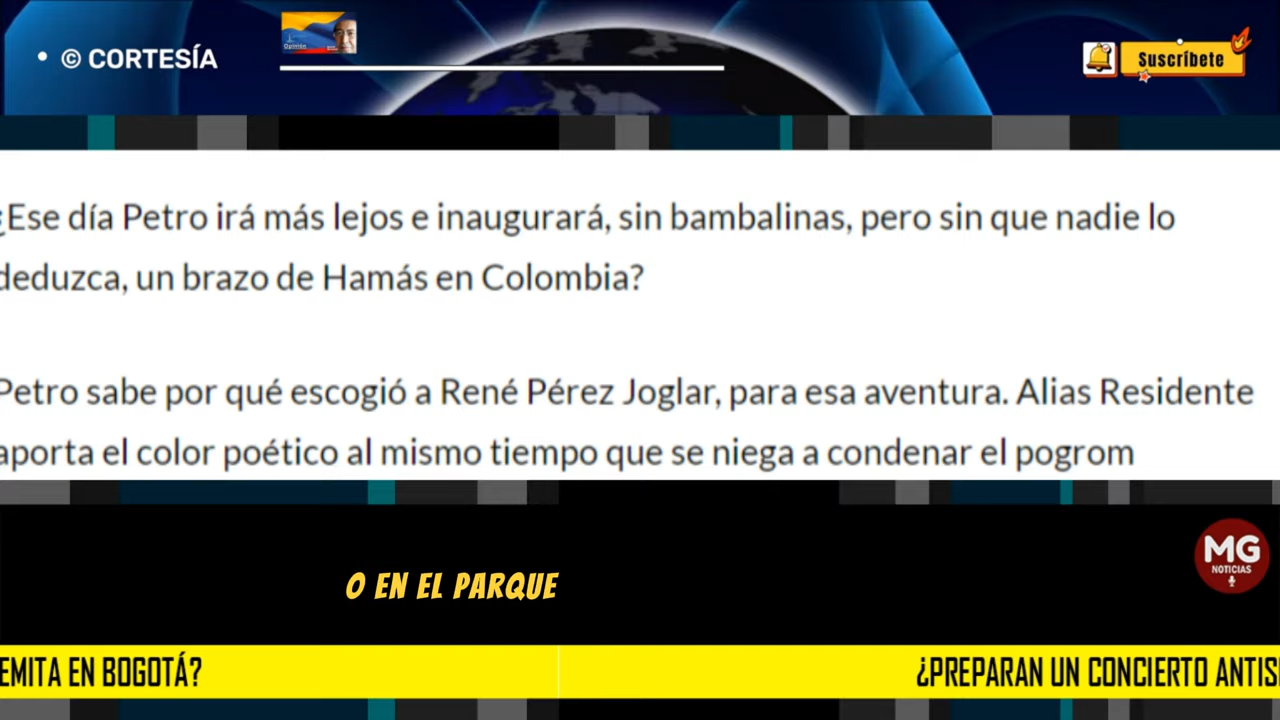 • © CORTESÍA
Opinión
Suscríbete
¿Ese día Petro irá más lejos e inaugurará, sin bambalinas, pero sin que nadie lo
deduzca, un brazo de Hamás en Colombia?
Petro sabe por qué escogió a René Pérez Joglar, para esa aventura. Alias Residente
aporta el color poético al mismo tiempo que se niega a condenar el pogrom
O EN EL PARQUE
MG
NOTICIAS
EMITA EN BOGOTÁ?
¿PREPARAN UN CONCIERTO ANTIS